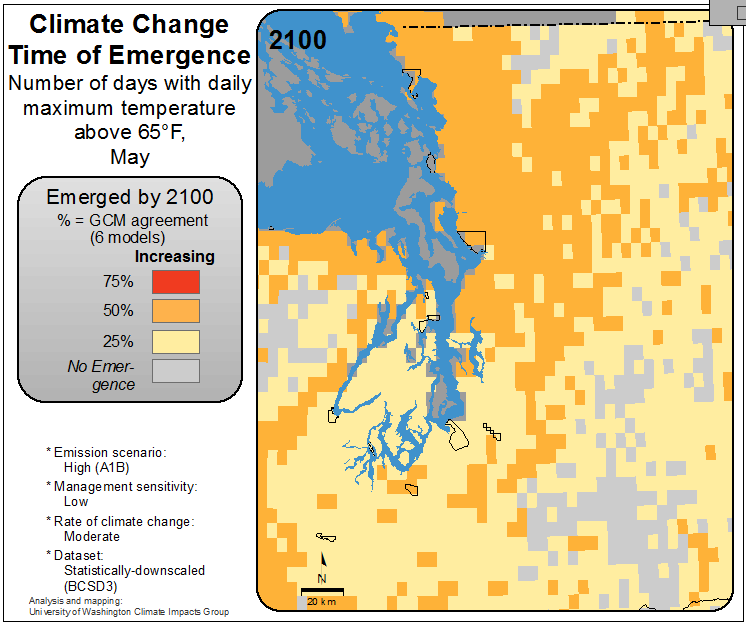 Climate Change
Time of Emergence
Number of days with daily
maximum temperature
above 65°F,
May
Emerged by 2100
% = GCM agreement
(6 models)
Increasing
75%
50%
25%
No Emer-
gence
* Emission scenario:
High (A1B)
* Management sensitivity:
Low
* Rate of climate change:
Moderate
* Dataset:
Statistically-downscaled
(BCSD3)
Analysis and mapping:
University of Washington Climate Impacts Group
2100
N
20 km